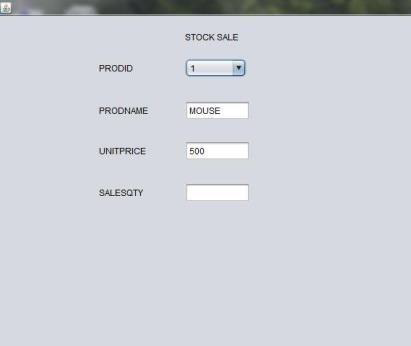 STOCK SALE
PRODID 1
PRODNAME MOUSE
UNITPRICE 500
SALESQTY